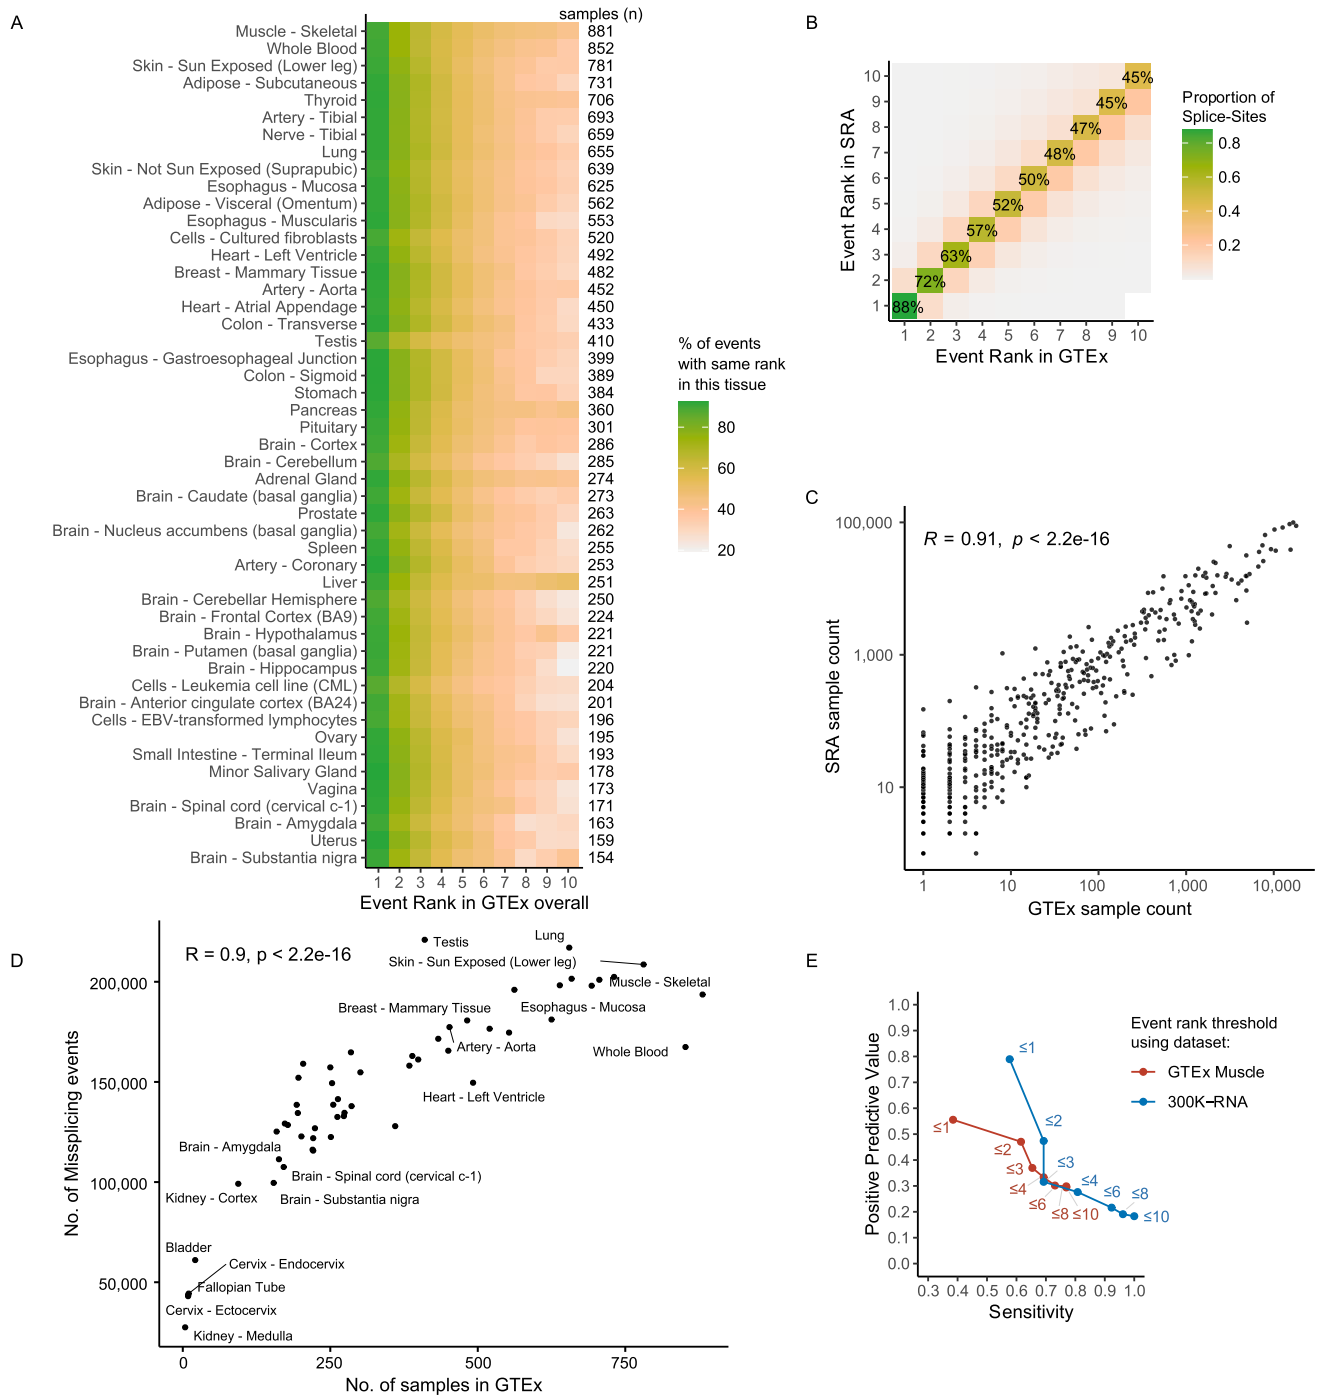 A
samples (n)
Muscle - Skeletal 881
Whole Blood 852
Skin - Sun Exposed (Lower leg) 781
Adipose - Subcutaneous 731
Thyroid 706
Artery - Tibial 693
Nerve - Tibial 659
Lung 655
Skin - Not Sun Exposed (Suprapubic) 639
Esophagus - Mucosa 625
Adipose - Visceral (Omentum) 562
Esophagus - Muscularis 553
Cells - Cultured fibroblasts 520
Heart - Left Ventricle 492
Breast - Mammary Tissue 482
Artery - Aorta 452
Heart - Atrial Appendage 450
Colon - Transverse 433
Testis 410
Esophagus - Gastroesophageal Junction 399
Colon - Sigmoid 389
Stomach 384
Pancreas 360
Pituitary 301
Brain - Cortex 286
Brain - Cerebellum 285
Adrenal Gland 274
Brain - Caudate (basal ganglia) 273
Prostate 263
Brain - Nucleus accumbens (basal ganglia) 262
Spleen 255
Artery - Coronary 253
Liver 251
Brain - Cerebellar Hemisphere 250
Brain - Frontal Cortex (BA9) 224
Brain - Hypothalamus 221
Brain - Putamen (basal ganglia) 221
Brain - Hippocampus 220
Cells - Leukemia cell line (CML) 204
Brain - Anterior cingulate cortex (BA24) 201
Cells - EBV-transformed lymphocytes 196
Ovary 195
Small Intestine - Terminal Ileum 193
Minor Salivary Gland 178
Vagina 173
Brain - Spinal cord (cervical c-1) 171
Brain - Amygdala 163
Uterus 159
Brain - Substantia nigra 154
1 2 3 4 5 6 7 8 9 10
Event Rank in GTEx overall
% of events
with same rank
in this tissue
80
60
40
20
B
Event Rank in SRA
10 45%
9 45%
8 47%
7 48%
6 50%
5 52%
4 57%
3 63%
2 72%
1 88%
1 2 3 4 5 6 7 8 9 10
Event Rank in GTEx
Proportion of
Splice-Sites
0.8
0.6
0.4
0.2
C
R = 0.91, p < 2.2e-16
SRA sample count
100,000
1,000
10
1 10 100 1,000 10,000
GTEx sample count
D
R = 0.9, p < 2.2e-16
No. of Missplicing events
200,000
150,000
100,000
50,000
Testis
Lung
Skin - Sun Exposed (Lower leg)
Muscle - Skeletal
Breast - Mammary Tissue
Esophagus - Mucosa
Artery - Aorta
Whole Blood
Heart - Left Ventricle
Brain - Amygdala
Brain - Spinal cord (cervical c-1)
Kidney - Cortex
Brain - Substantia nigra
Bladder
Cervix - Endocervix
Fallopian Tube
Cervix - Ectocervix
Kidney - Medulla
0 250 500 750
No. of samples in GTEx
E
Positive Predictive Value
1.0
0.9
0.8
0.7
0.6
0.5
0.4
0.3
0.2
0.1
0.0
≤1
≤2
≤3
≤4
≤6
≤8
≤10
≤1
≤2
≤3
≤4
≤6
≤8
≤10
0.3 0.4 0.5 0.6 0.7 0.8 0.9 1.0
Sensitivity
Event rank threshold
using dataset:
GTEx Muscle
300K−RNA